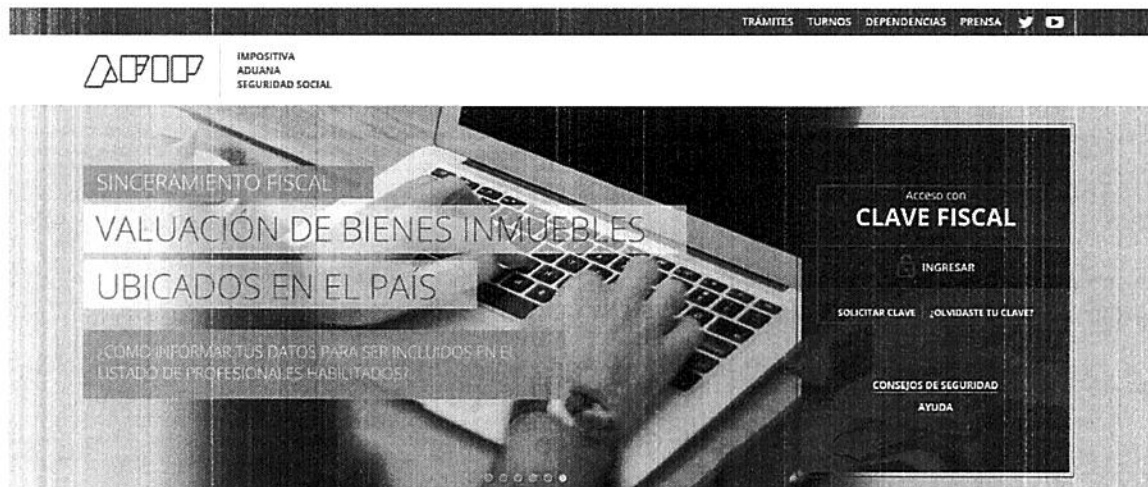 TRÁMITES TURNOS DEPENDENCIAS PRENSA
AFIP
IMPOSITIVA
ADUANA
SEGURIDAD SOCIAL
SINCERAMIENTO FISCAL
VALUACIÓN DE BIENES INMUEBLES
UBICADOS EN EL PAÍS
¿CÓMO INFORMAR TUS DATOS PARA SER INCLUIDOS EN EL
LISTADO DE PROFESIONALES HABILITADOS?
Acceso con
CLAVE FISCAL
INGRESAR
SOLICITAR CLAVE ¿OLVIDASTE TU CLAVE?
CONSEJOS DE SEGURIDAD
AYUDA